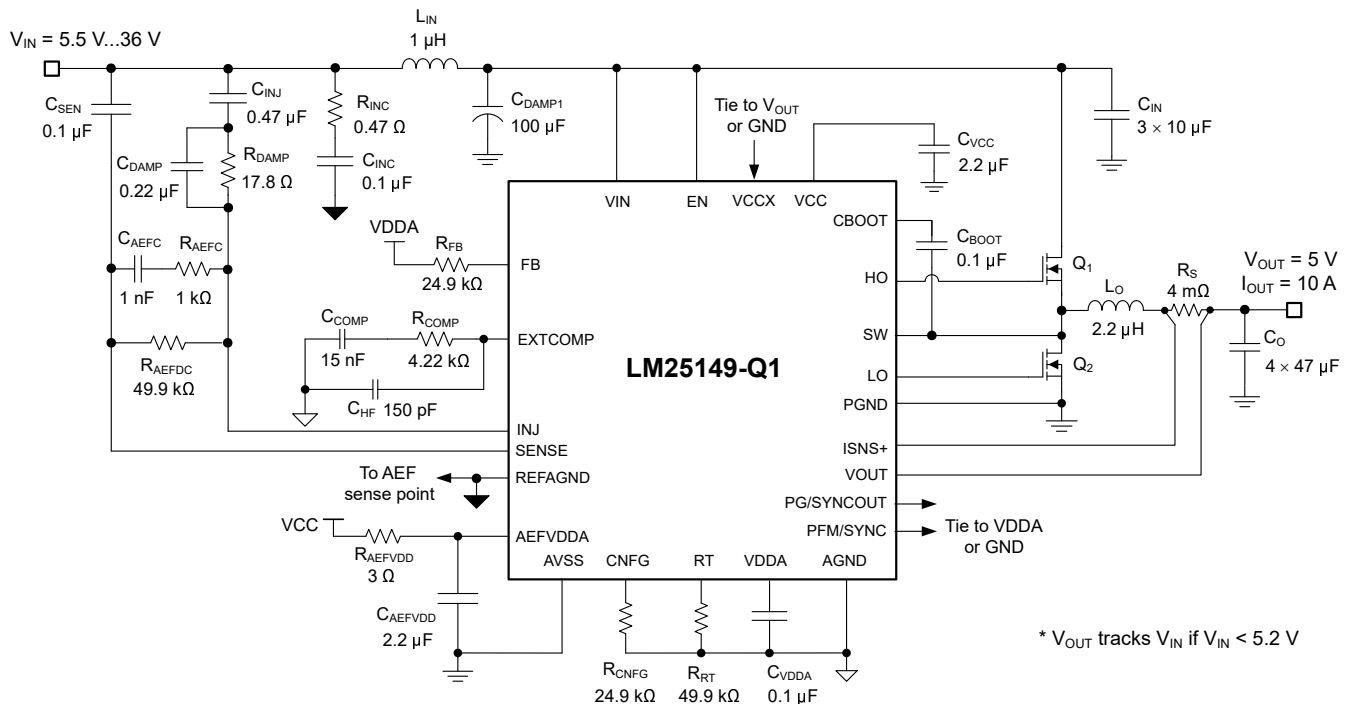 V_IN = 5.5 V...36 V
L_IN
1 µH
C_SEN
0.1 µF
C_INJ
0.47 µF
C_DAMP
0.22 µF
R_DAMP
17.8 Ω
R_INC
0.47 Ω
C_INC
0.1 µF
C_DAMP1
100 µF
Tie to V_OUT
or GND
C_VCC
2.2 µF
C_IN
3 × 10 µF
VIN
EN
VCCX
VCC
CBOOT
C_BOOT
0.1 µF
HO
Q_1
V_OUT = 5 V
I_OUT = 10 A
R_S
4 mΩ
L_O
2.2 µH
C_O
4 × 47 µF
SW
LO
Q_2
PGND
ISNS+
VOUT
PG/SYNCOUT
PFM/SYNC
Tie to VDDA
or GND
LM25149-Q1
VDDA
R_FB
24.9 kΩ
FB
C_AEFC
1 nF
R_AEFC
1 kΩ
R_AEFDC
49.9 kΩ
C_COMP
15 nF
R_COMP
4.22 kΩ
EXTCOMP
C_HF
150 pF
INJ
SENSE
REFAGND
To AEF
sense point
VCC
R_AEFVDD
3 Ω
AEFVDDA
C_AEFVDD
2.2 µF
AVSS
CNFG
RT
VDDA
AGND
R_CNFG
24.9 kΩ
R_RT
49.9 kΩ
C_VDDA
0.1 µF
* V_OUT tracks V_IN if V_IN < 5.2 V